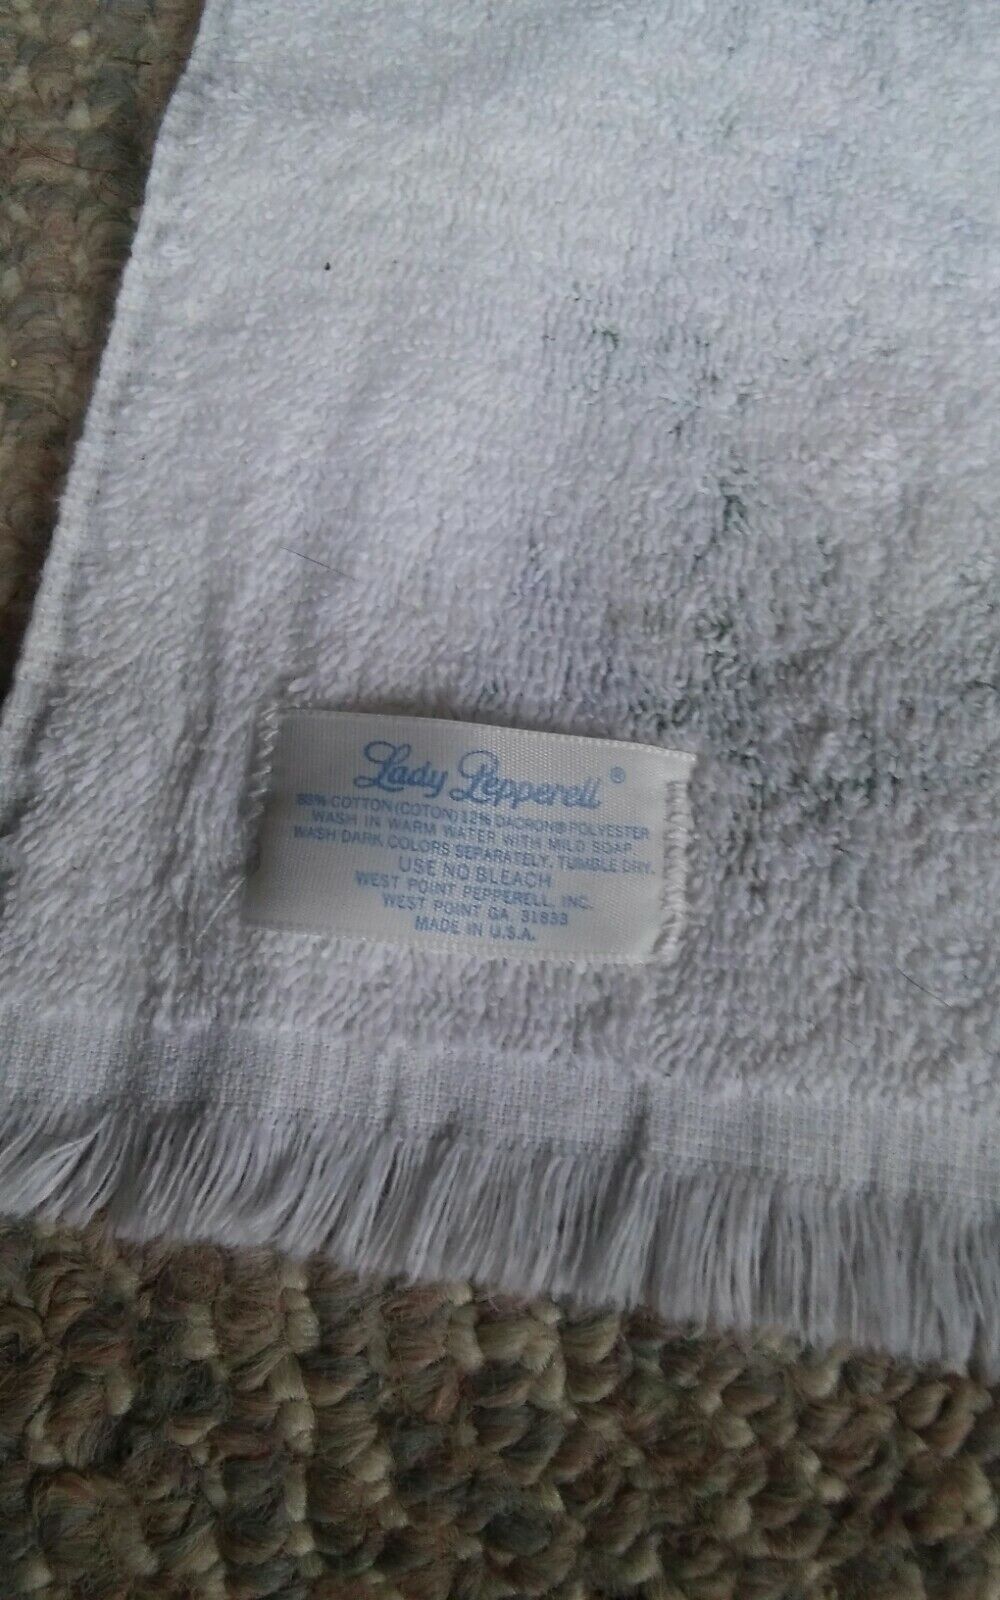 Lady Pepperell ®
88% COTTON (COTON) 12% DACRON® POLYESTER
WASH IN WARM WATER WITH MILD SOAP.
WASH DARK COLORS SEPARATELY, TUMBLE DRY.
USE NO BLEACH
WEST POINT PEPPERELL, INC.
WEST POINT GA. 31833
MADE IN U.S.A.